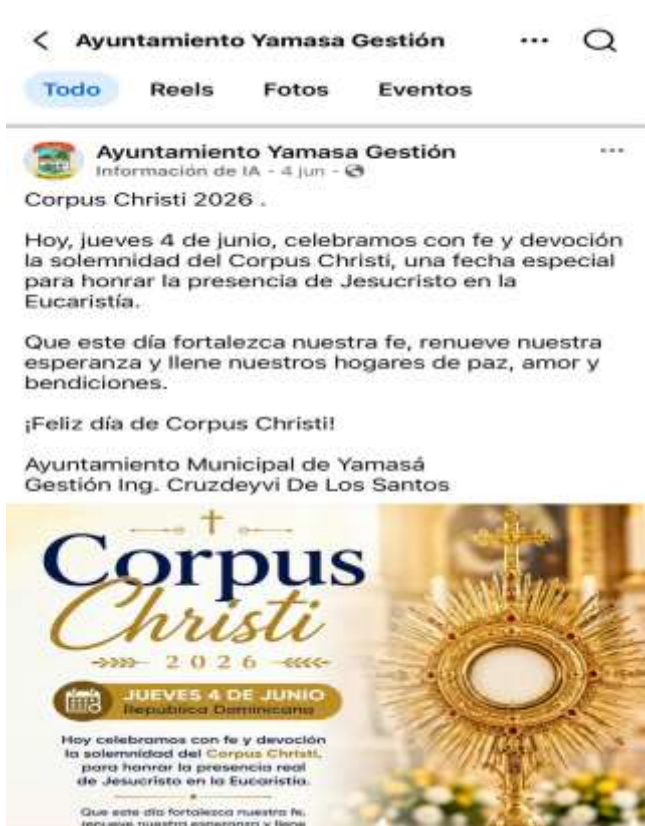 Ayuntamiento Yamasa Gestión
Todo Reels Fotos Eventos
Ayuntamiento Yamasa Gestión
Información de IA - 4 jun -
Corpus Christi 2026 .
Hoy, jueves 4 de junio, celebramos con fe y devoción
la solemnidad del Corpus Christi, una fecha especial
para honrar la presencia de Jesucristo en la
Eucaristía.
Que este día fortalezca nuestra fe, renueve nuestra
esperanza y llene nuestros hogares de paz, amor y
bendiciones.
¡Feliz día de Corpus Christi!
Ayuntamiento Municipal de Yamasá
Gestión Ing. Cruzdeyvi De Los Santos
Corpus
Christi
2026
JUEVES 4 DE JUNIO
República Dominicana
Hoy celebramos con fe y devoción
la solemnidad del Corpus Christi,
para honrar la presencia real
de Jesucristo en la Eucaristía.
Que este día fortalezca nuestra fe,
renueve nuestra esperanza y llene